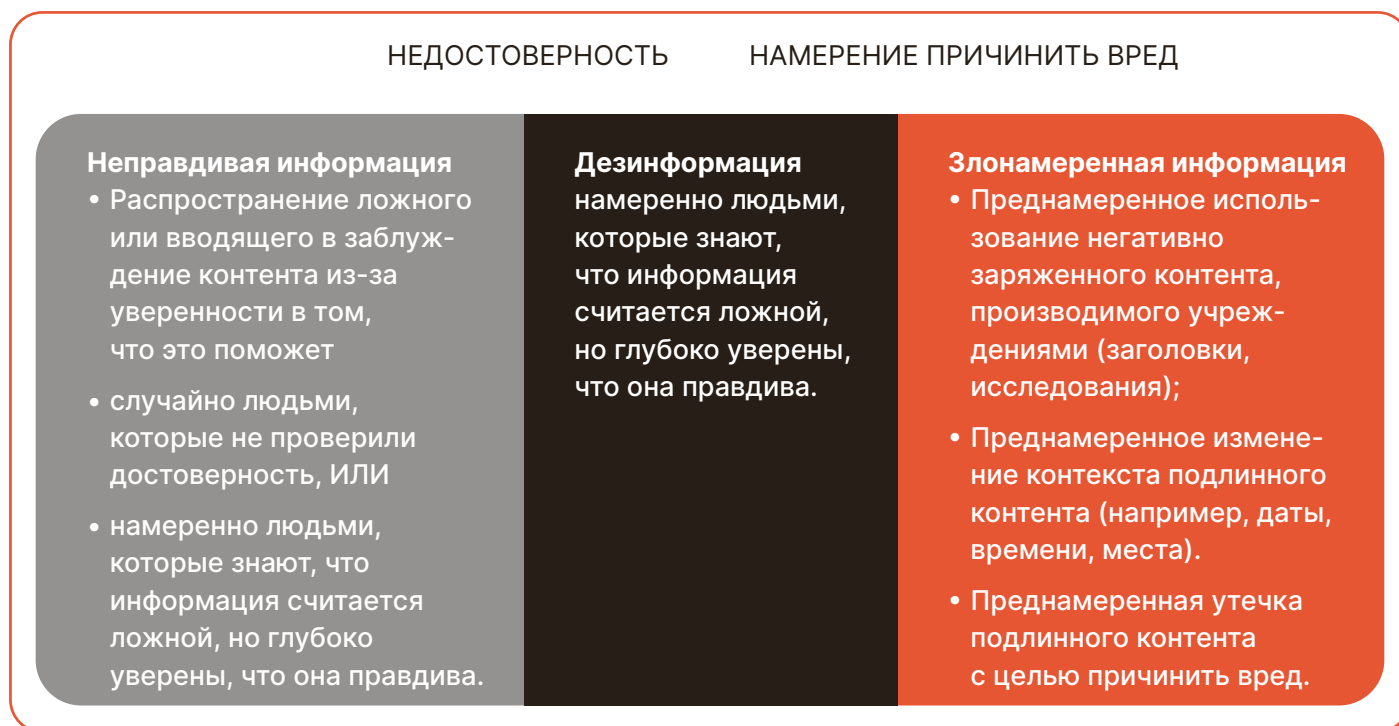 НЕДОСТОВЕРНОСТЬ
НАМЕРЕНИЕ ПРИЧИНИТЬ ВРЕД
Неправдивая информация
• Распространение ложного
или вводящего в заблуж-
дение контента из-за
уверенности в том,
что это поможет
• случайно людьми,
которые не проверили
достоверность, ИЛИ
• намеренно людьми,
которые знают, что
информация считается
ложной, но глубоко
уверены, что она правдива.
Дезинформация
намеренно людьми,
которые знают,
что информация
считается ложной,
но глубоко уверены,
что она правдива.
Злонамеренная информация
• Преднамеренное исполь-
зование негативно
заряженного контента,
производимого учреж-
дениями (заголовки,
исследования);
• Преднамеренное измене-
ние контекста подлинного
контента (например, даты,
времени, места).
• Преднамеренная утечка
подлинного контента
с целью причинить вред.